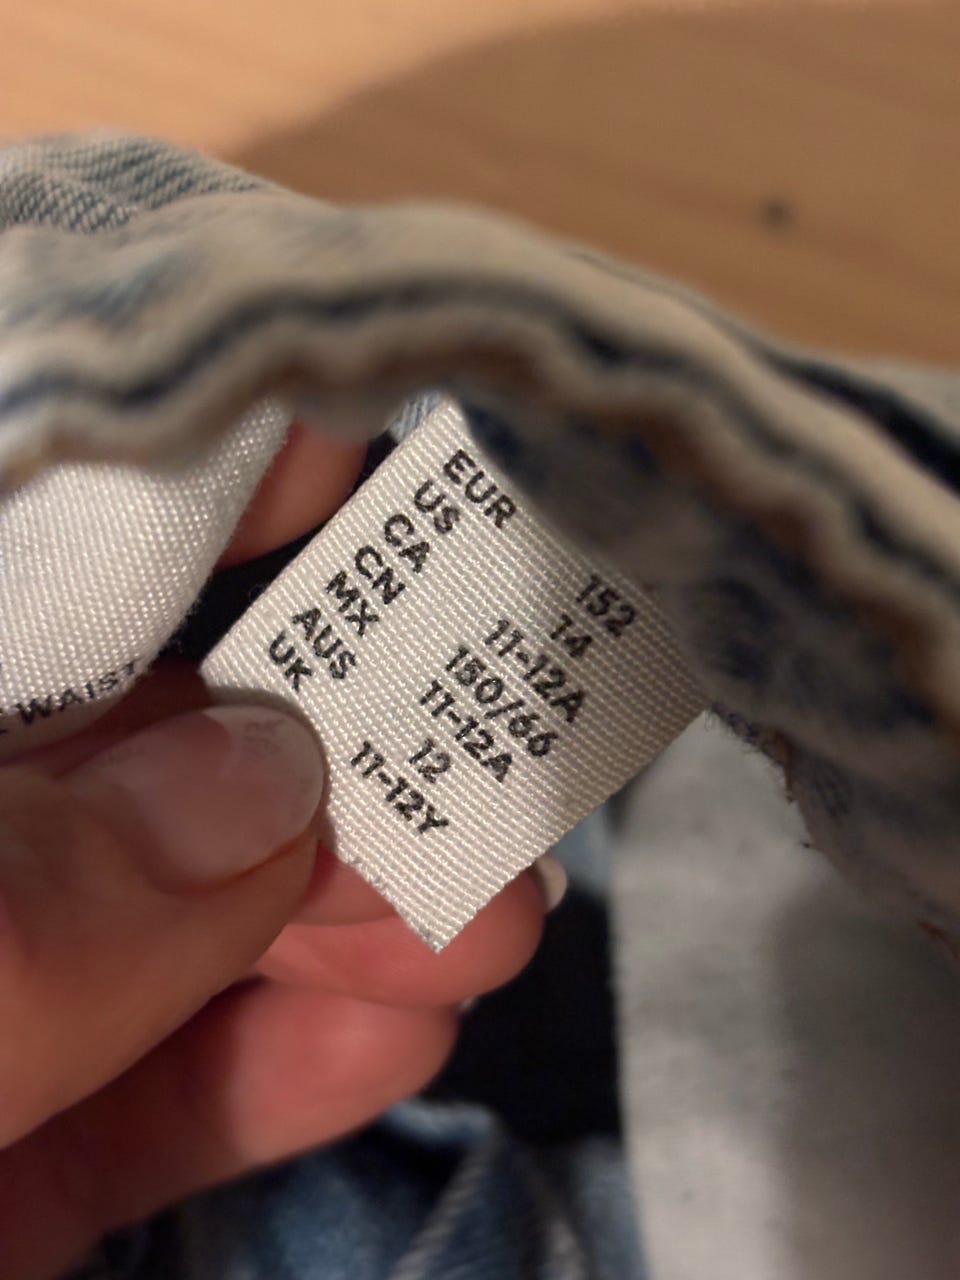 EUR 152
US 14
CA 11-12A
CN 150/66
MX 11-12A
AUS 12
UK 11-12Y
WAIST